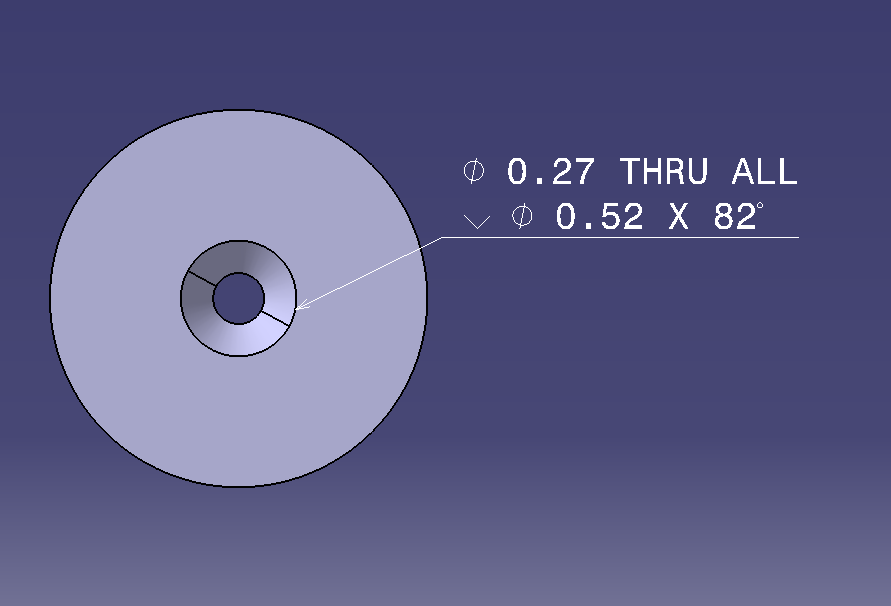 ⌀ 0.27 THRU ALL
⌵ ⌀ 0.52 X 82°